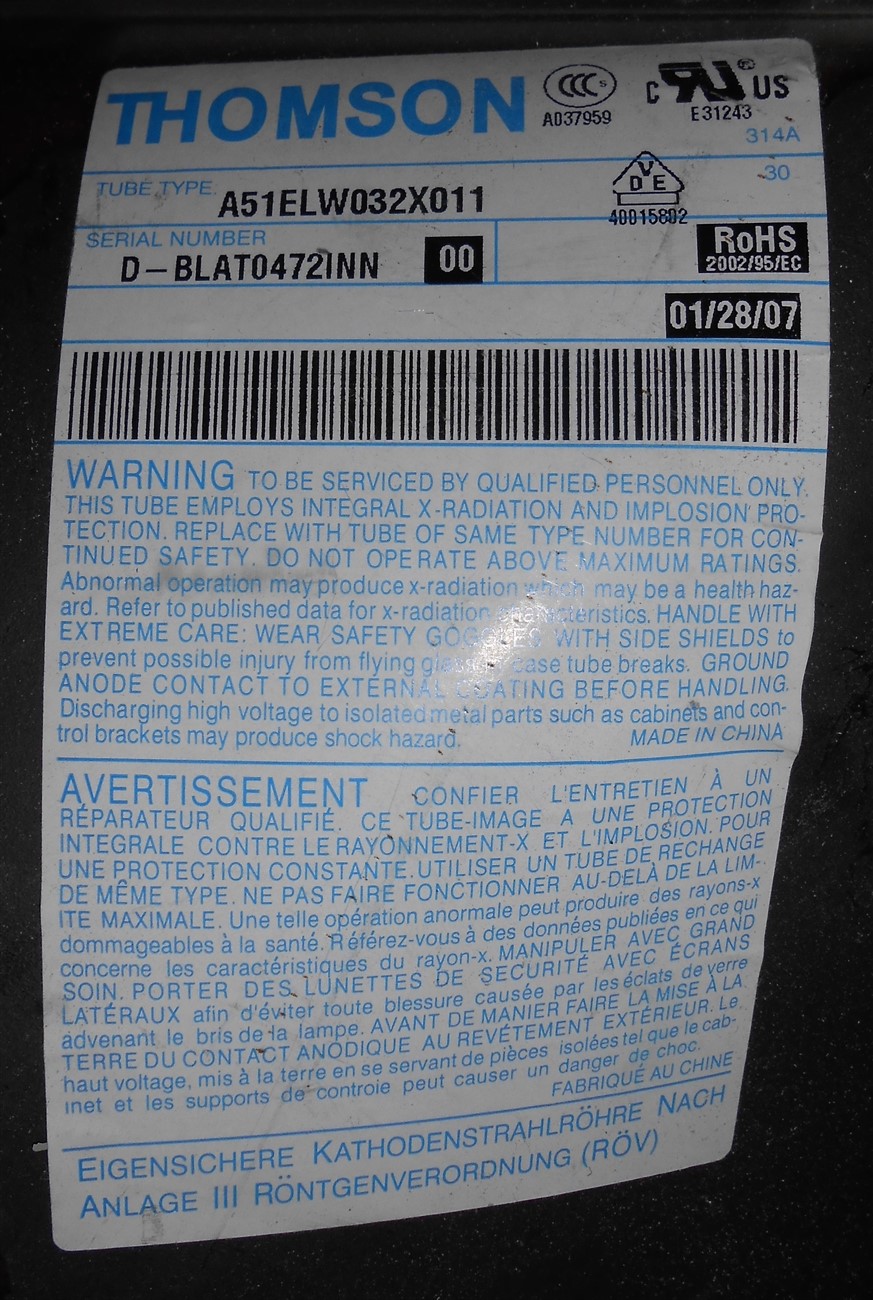 THOMSON
CCC S
A037959
C RU ® US
E31243
314A
TUBE TYPE A51ELW032X011
VDE
40015802
30
SERIAL NUMBER
D-BLAT0472INN 00
RoHS
2002/95/EC
01/28/07
WARNING TO BE SERVICED BY QUALIFIED PERSONNEL ONLY.
THIS TUBE EMPLOYS INTEGRAL X-RADIATION AND IMPLOSION PRO-
TECTION. REPLACE WITH TUBE OF SAME TYPE NUMBER FOR CON-
TINUED SAFETY. DO NOT OPERATE ABOVE MAXIMUM RATINGS.
Abnormal operation may produce x-radiation which may be a health haz-
ard. Refer to published data for x-radiation characteristics. HANDLE WITH
EXTREME CARE: WEAR SAFETY GOGGLES WITH SIDE SHIELDS to
prevent possible injury from flying glass case tube breaks. GROUND
ANODE CONTACT TO EXTERNAL COATING BEFORE HANDLING.
Discharging high voltage to isolated metal parts such as cabinets and con-
trol brackets may produce shock hazard. MADE IN CHINA
AVERTISSEMENT CONFIER L'ENTRETIEN À UN
RÉPARATEUR QUALIFIÉ. CE TUBE-IMAGE A UNE PROTECTION
INTEGRALE CONTRE LE RAYONNEMENT-X ET L'IMPLOSION. POUR
UNE PROTECTION CONSTANTE. UTILISER UN TUBE DE RECHANGE
DE MÊME TYPE. NE PAS FAIRE FONCTIONNER AU-DELÀ DE LA LIM-
ITE MAXIMALE. Une telle opération anormale peut produire des rayons-x
dommageables à la santé. Référez-vous à des données publiées en ce qui
concerne les caractéristiques du rayon-x. MANIPULER AVEC GRAND
SOIN. PORTER DES LUNETTES DE SECURITÉ AVEC ÉCRANS
LATÉRAUX afin d'éviter toute blessure causée par les éclats de verre
advenant le bris de la lampe. AVANT DE MANIER FAIRE LA MISE À LA
TERRE DU CONTACT ANODIQUE AU REVÉTEMENT EXTÉRIEUR. Le
haut voltage, mis à la terre en se servant de pièces isolées tel que le cab-
inet et les supports de controie peut causer un danger de choc.
FABRIQUÉ AU CHINE
EIGENSICHERE KATHODENSTRAHLRÖHRE NACH
ANLAGE III RÖNTGENVERORDNUNG (RÖV)